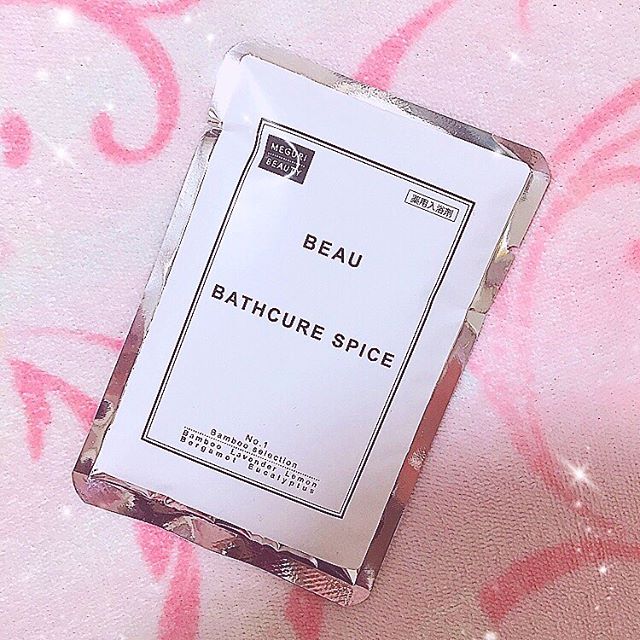 MEGURI
BEAUTY
薬用入浴剤
BEAU
BATHCURE SPICE
No.1
Bamboo Selection
Bamboo Lavender Lemon
Bergamot Eucalyptus